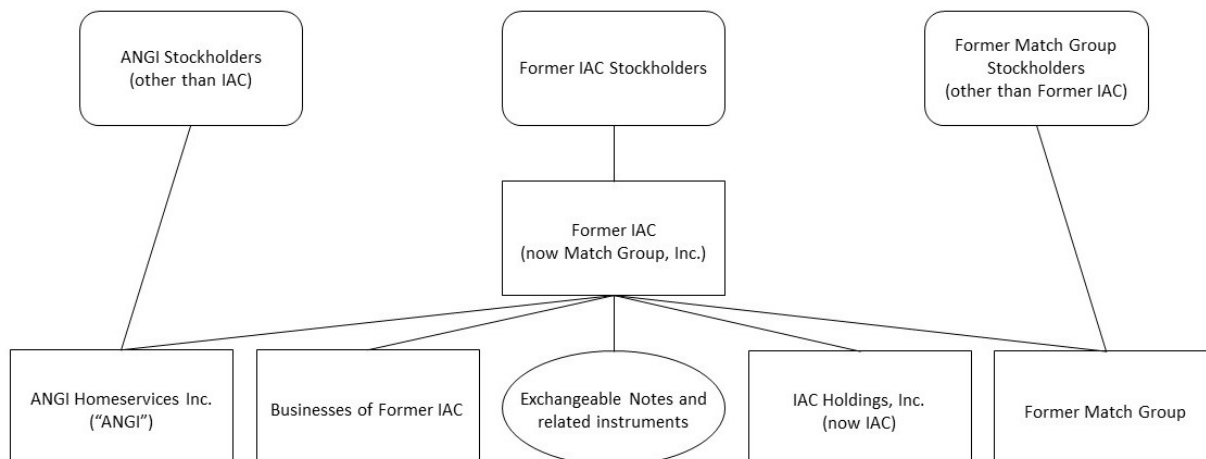 ANGI Stockholders
(other than IAC)
Former IAC Stockholders
Former Match Group
Stockholders
(other than Former IAC)
Former IAC
(now Match Group, Inc.)
ANGI Homeservices Inc.
(“ANGI”)
Businesses of Former IAC
Exchangeable Notes and
related instruments
IAC Holdings, Inc.
(now IAC)
Former Match Group